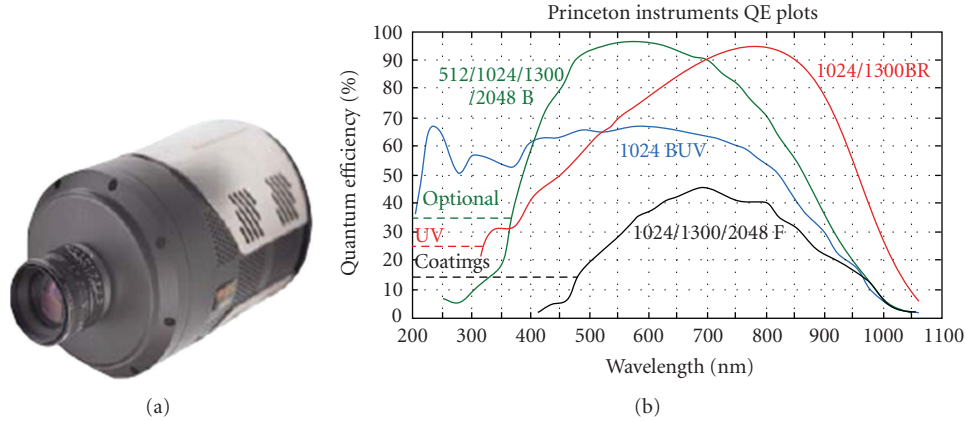 Princeton instruments QE plots
Quantum efficiency (%)
100
90
80
70
60
50
40
30
20
10
0
512/1024/1300
/2048 B
1024/1300BR
1024 BUV
Optional
UV
Coatings
1024/1300/2048 F
200 300 400 500 600 700 800 900 1000 1100
Wavelength (nm)
(a)
(b)